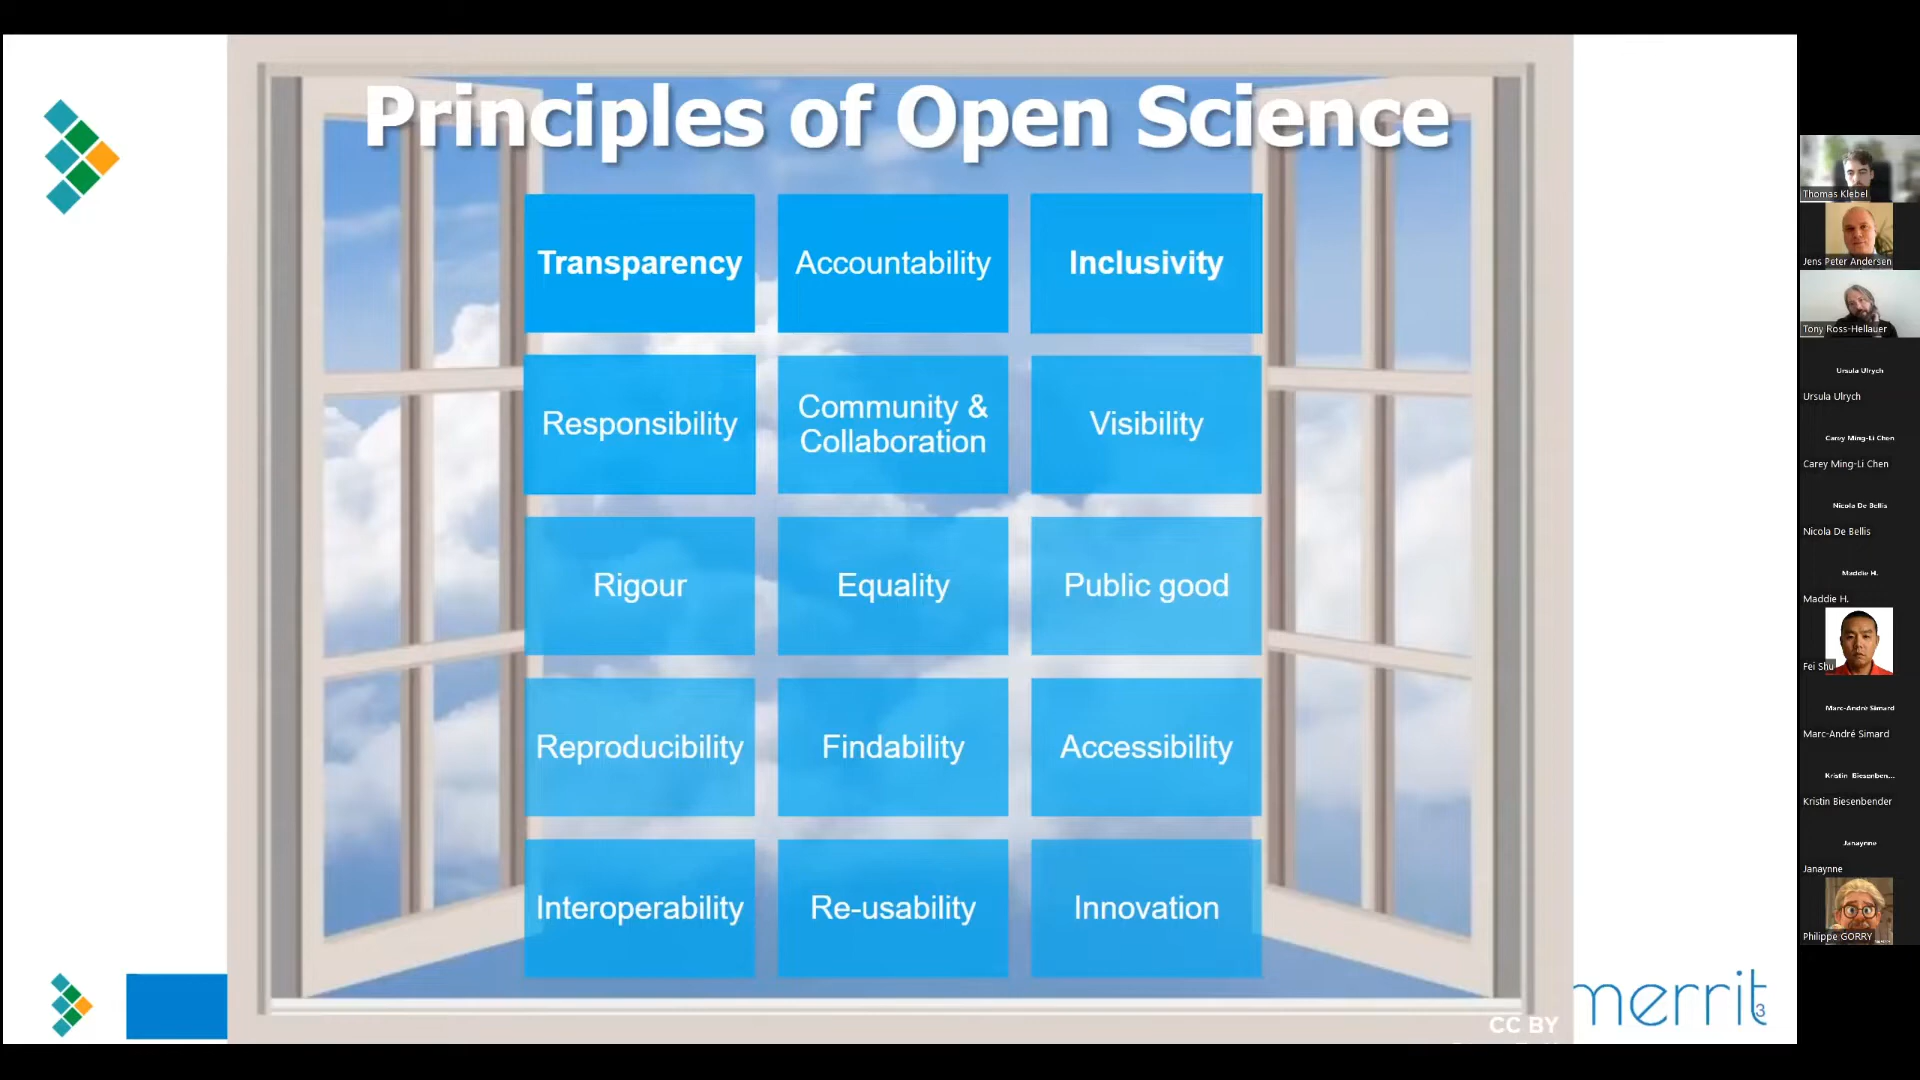 Principles of Open Science
Transparency
Accountability
Inclusivity
Responsibility
Community &
Collaboration
Visibility
Rigour
Equality
Public good
Reproducibility
Findability
Accessibility
Interoperability
Re-usability
Innovation
CC BY
merrit
3
Thomas Klebel
Jens Peter Andersen
Tony Ross-Hellauer
Ursula Ulrych
Ursula Ulrych
Carey Ming-Li Chen
Carey Ming-Li Chen
Nicola De Bellis
Nicola De Bellis
Maddie H.
Maddie H.
Fei Shu
Marc-André Simard
Marc-André Simard
Kristin Biesenben...
Kristin Biesenbender
Janaynne
Janaynne
Philippe GORRY